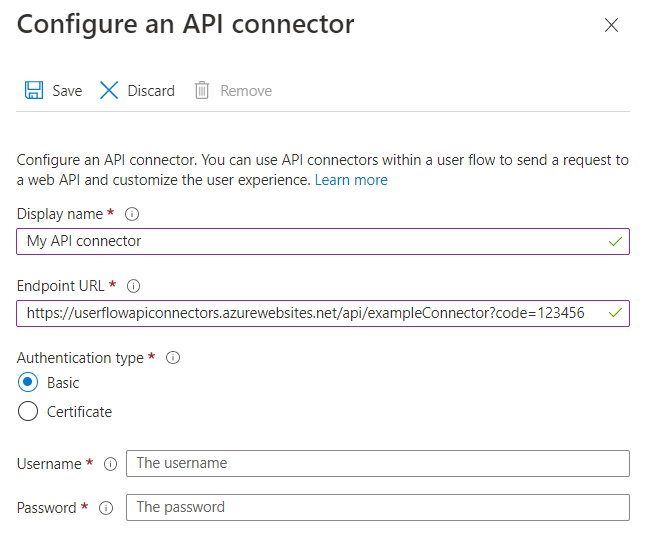 Configure an API connector
Save Discard Remove
Configure an API connector. You can use API connectors within a user flow to send a request to
a web API and customize the user experience. Learn more
Display name *
My API connector
Endpoint URL *
https://userflowapiconnectors.azurewebsites.net/api/exampleConnector?code=123456
Authentication type *
Basic
Certificate
Username * The username
Password * The password